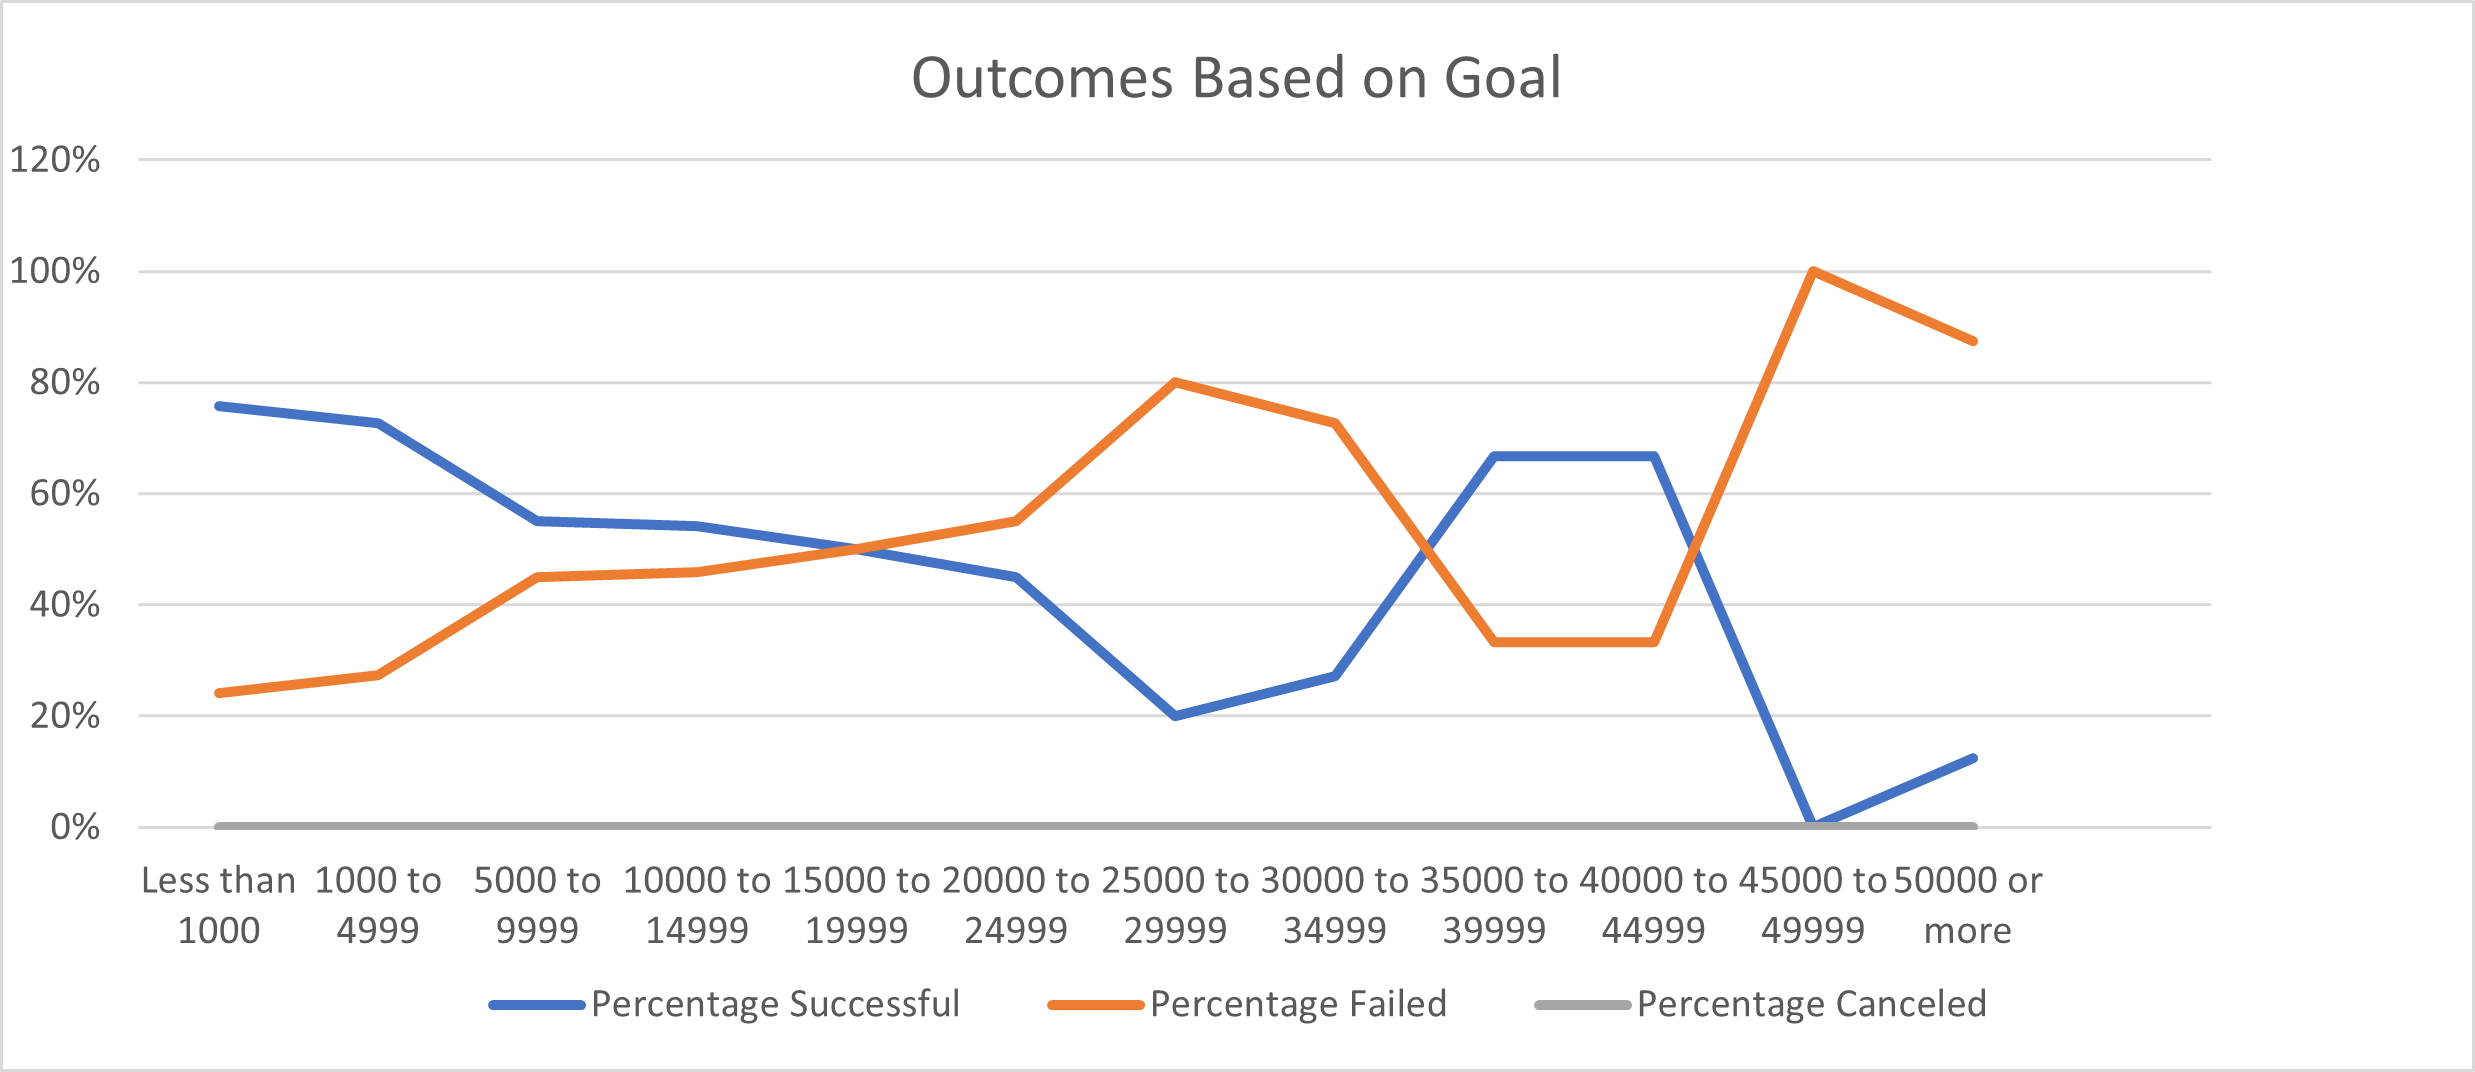 Outcomes Based on Goal
120%
100%
80%
60%
40%
20%
0%
Less than 1000 to 5000 to 10000 to 15000 to 20000 to 25000 to 30000 to 35000 to 40000 to 45000 to 50000 or
1000 4999 9999 14999 19999 24999 29999 34999 39999 44999 49999 more
Percentage Successful Percentage Failed Percentage Canceled